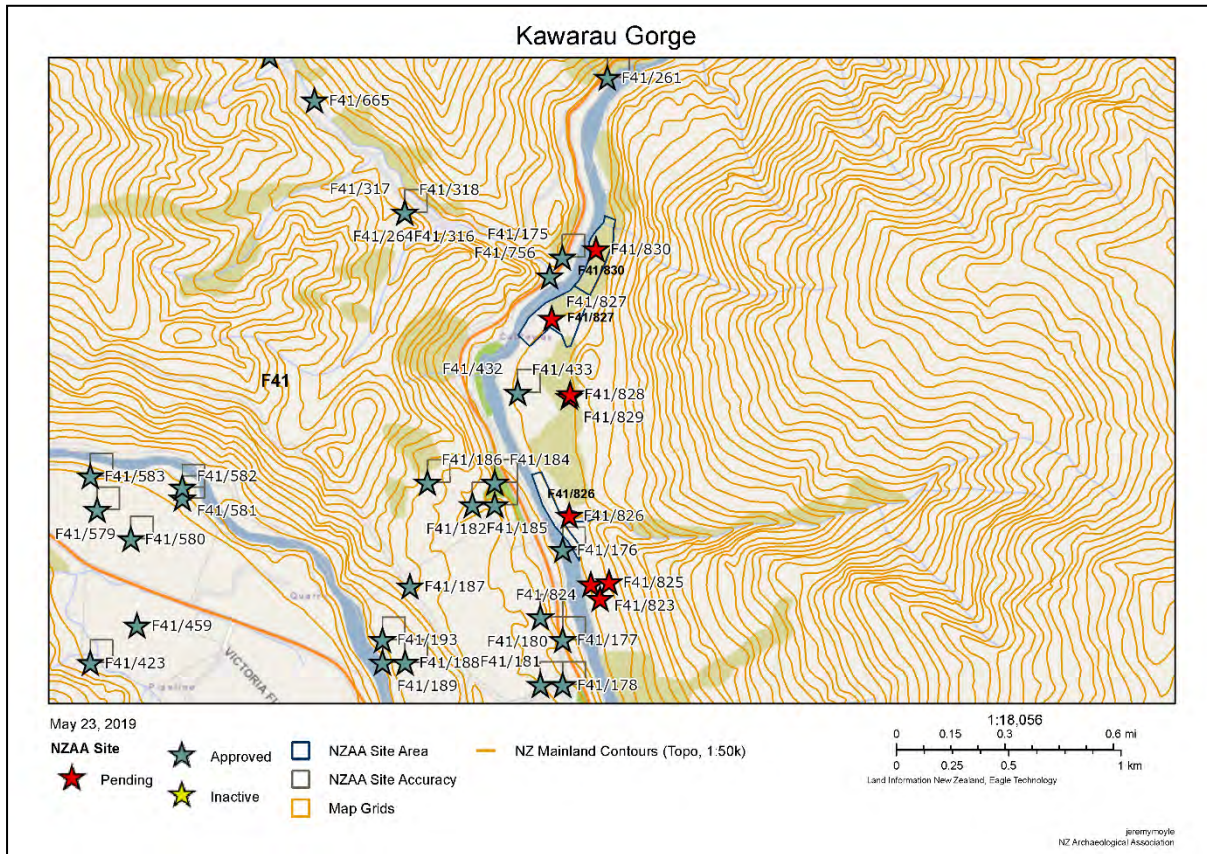 Kawarau Gorge
F41/261
F41/665
F41/317 F41/318
F41/264 F41/316
F41/175
F41/756
F41/830
F41/830
F41/827
F41/827
F41/432
F41/433
F41
F41/828
F41/829
F41/186 F41/184
F41/583
F41/582
F41/581
F41/826
F41/826
F41/182 F41/185
F41/579
F41/580
F41/176
F41/187
F41/824
F41/825
F41/823
Quarry
F41/459
F41/193
F41/180
F41/177
F41/423
F41/188
F41/181
F41/189
F41/178
Pipeline
May 23, 2019
1:18,056
NZAA Site
Pending
Approved
Inactive
NZAA Site Area
NZAA Site Accuracy
Map Grids
NZ Mainland Contours (Topo, 1:50k)
0 0.15 0.3 0.6 mi
0 0.25 0.5 1 km
Land Information New Zealand, Eagle Technology
jeremymoyle
NZ Archaeological Association